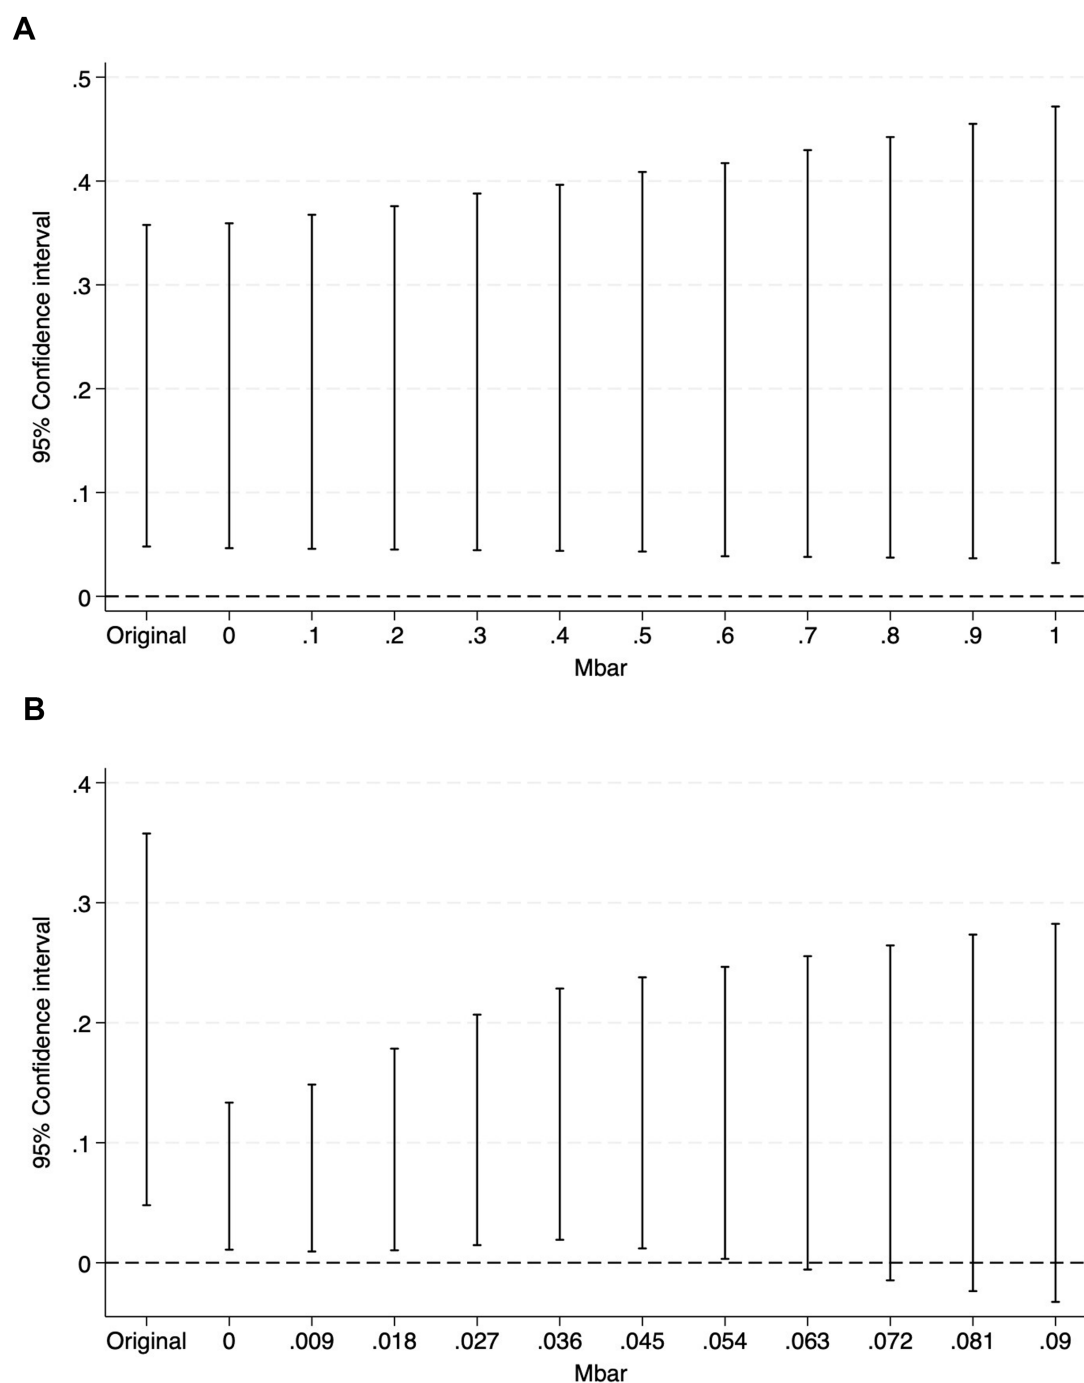 A
.5
.4
.3
.2
.1
0
95% Confidence interval
Original 0 .1 .2 .3 .4 .5 .6 .7 .8 .9 1
Mbar
B
.4
.3
.2
.1
0
95% Confidence interval
Original 0 .009 .018 .027 .036 .045 .054 .063 .072 .081 .09
Mbar